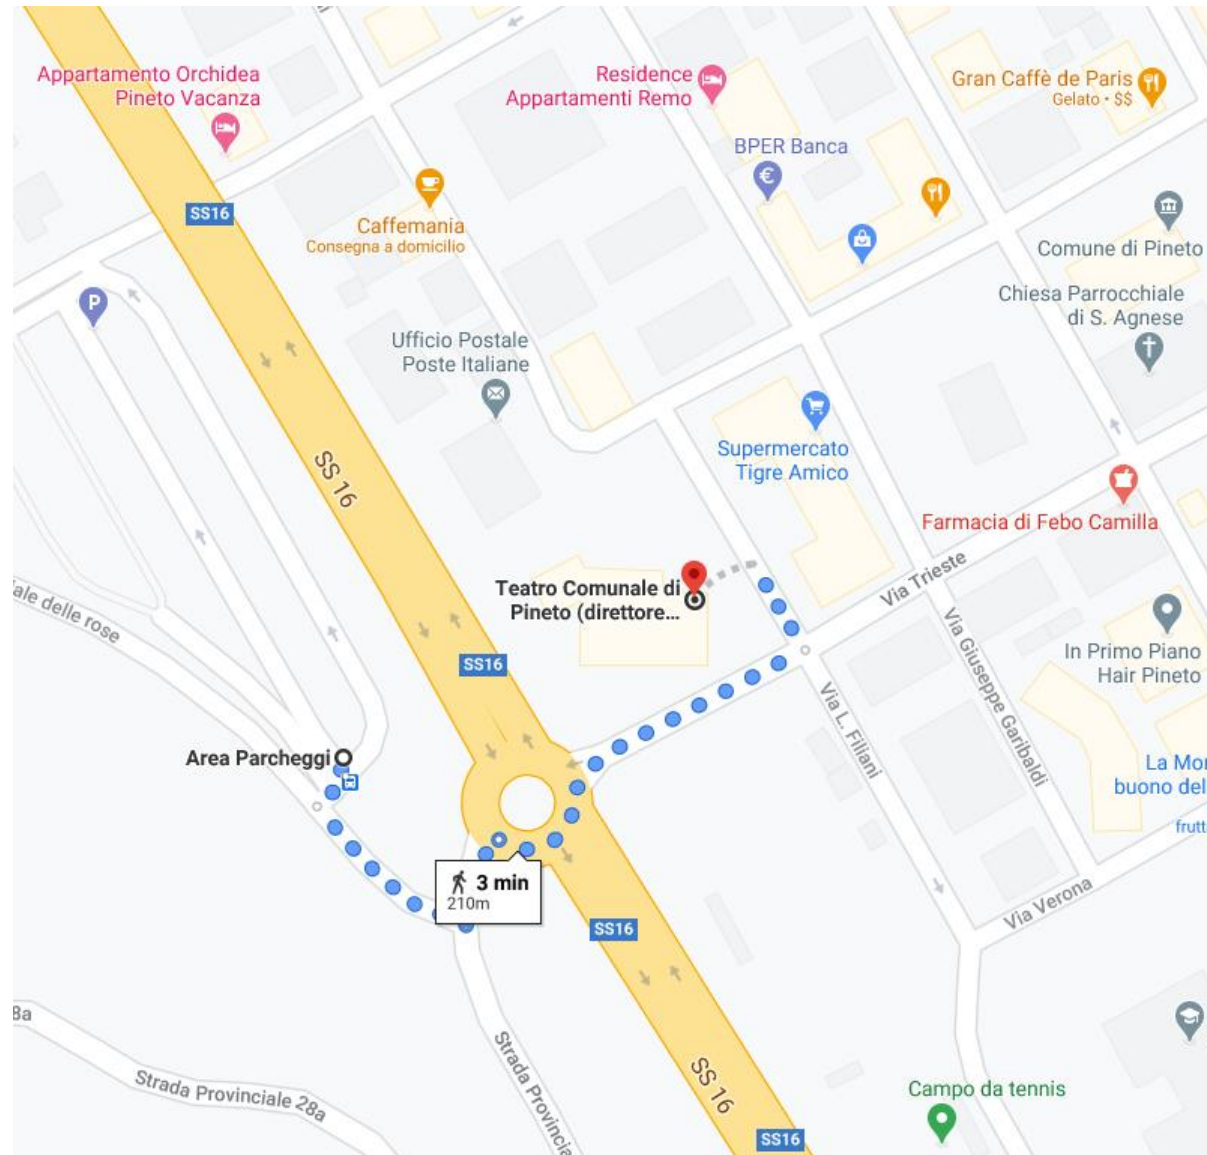 Appartamento Orchidea
Pineto Vacanza
Residence
Appartamenti Remo
Gran Caffè de Paris
Gelato • $$
BPER Banca
€
SS16
Caffemania
Consegna a domicilio
Comune di Pineto
P
Chiesa Parrocchiale
di S. Agnese
Ufficio Postale
Poste Italiane
SS 16
Supermercato
Tigre Amico
Farmacia di Febo Camilla
Via Trieste
Teatro Comunale di
Pineto (direttore...
ale delle rose
SS16
Via Giuseppe Garibaldi
In Primo Piano
Hair Pineto
Via L. Filiani
Area Parcheggi
La Mor
buono del
frutt
3 min
210m
SS16
Via Verona
8a
Strada Provinciale 28a
Strada Provincia
SS 16
Campo da tennis
SS16